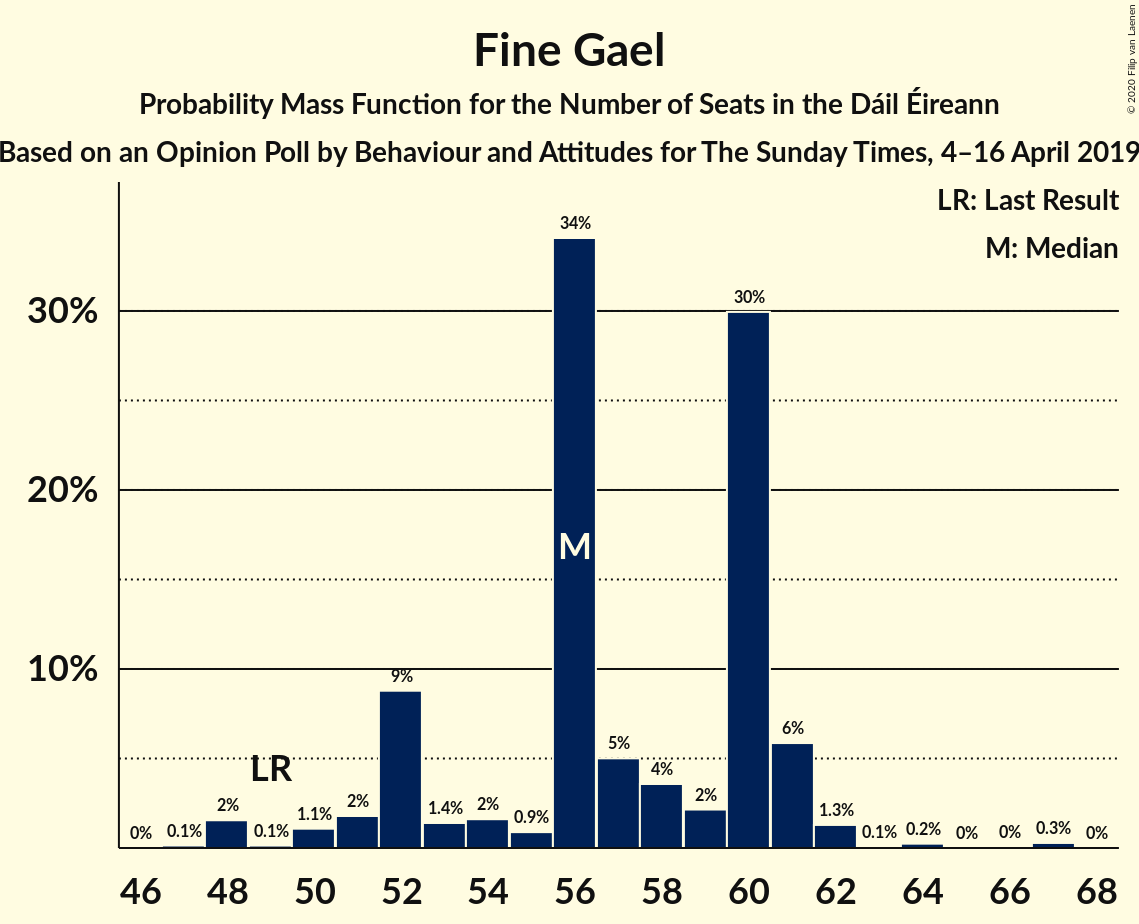 Fine Gael
Probability Mass Function for the Number of Seats in the Dáil Éireann
Based on an Opinion Poll by Behaviour and Attitudes for The Sunday Times, 4–16 April 2019
© 2020 Filip van Laenen
LR: Last Result
M: Median
30%
20%
10%
0%
0.1%
2%
0.1%
1.1%
2%
9%
1.4%
2%
0.9%
34%
5%
4%
2%
30%
6%
1.3%
0.1%
0.2%
0%
0%
0.3%
0%
LR
M
46 48 50 52 54 56 58 60 62 64 66 68